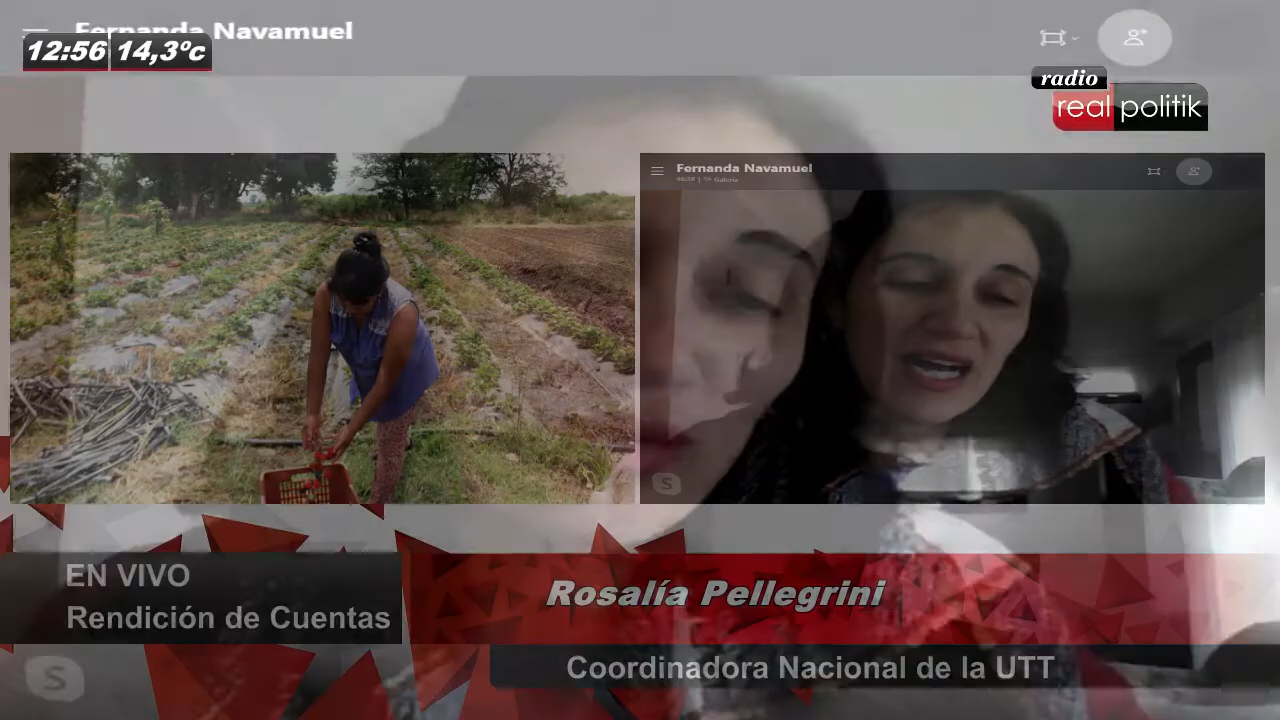 Fernanda Navamuel
12:56 14,3ºc
radio
real politik
Fernanda Navamuel
EN VIVO
Rendición de Cuentas
Rosalía Pellegrini
Coordinadora Nacional de la UTT
S
S